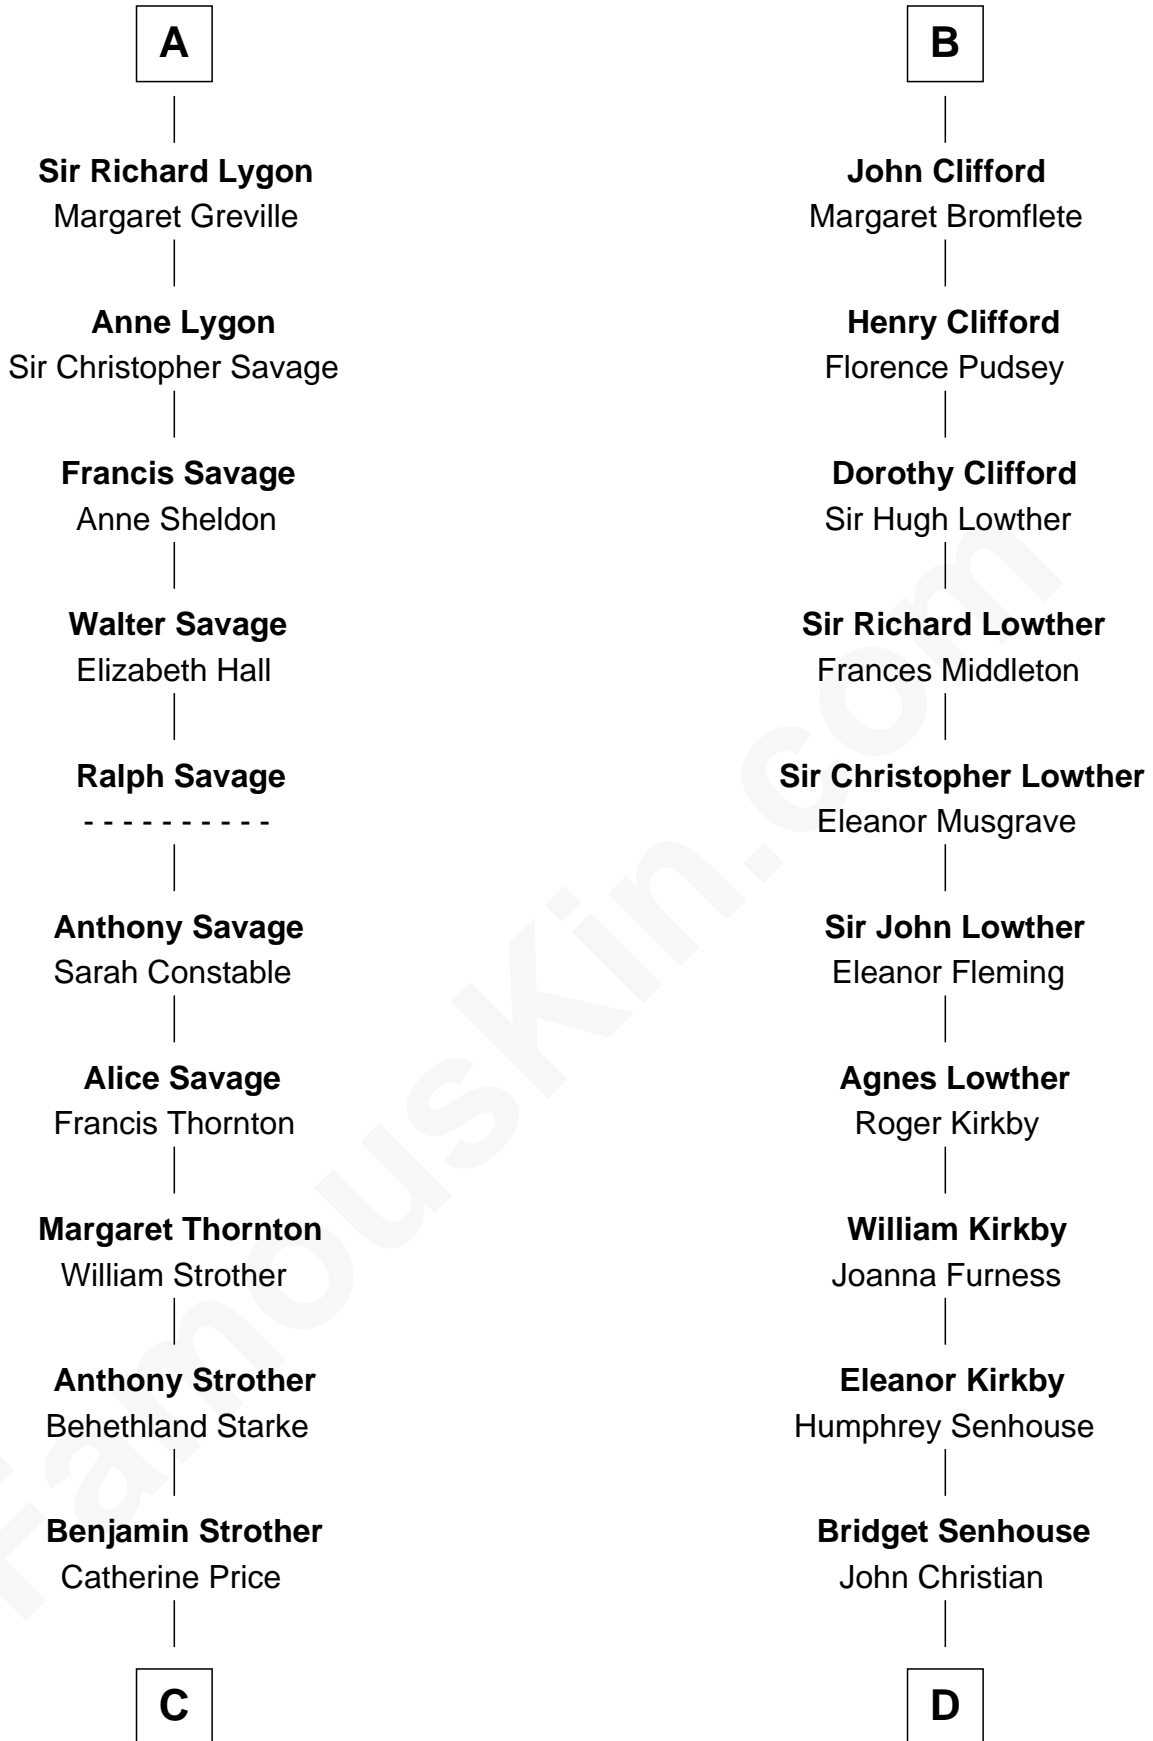 A
Sir Richard Lygon
Margaret Greville
Anne Lygon
Sir Christopher Savage
Francis Savage
Anne Sheldon
Walter Savage
Elizabeth Hall
Ralph Savage
- - - - - - - - - -
Anthony Savage
Sarah Constable
Alice Savage
Francis Thornton
Margaret Thornton
William Strother
Anthony Strother
Behethland Starke
Benjamin Strother
Catherine Price
C
B
John Clifford
Margaret Bromflete
Henry Clifford
Florence Pudsey
Dorothy Clifford
Sir Hugh Lowther
Sir Richard Lowther
Frances Middleton
Sir Christopher Lowther
Eleanor Musgrave
Sir John Lowther
Eleanor Fleming
Agnes Lowther
Roger Kirkby
William Kirkby
Joanna Furness
Eleanor Kirkby
Humphrey Senhouse
Bridget Senhouse
John Christian
D
FamousKin.com